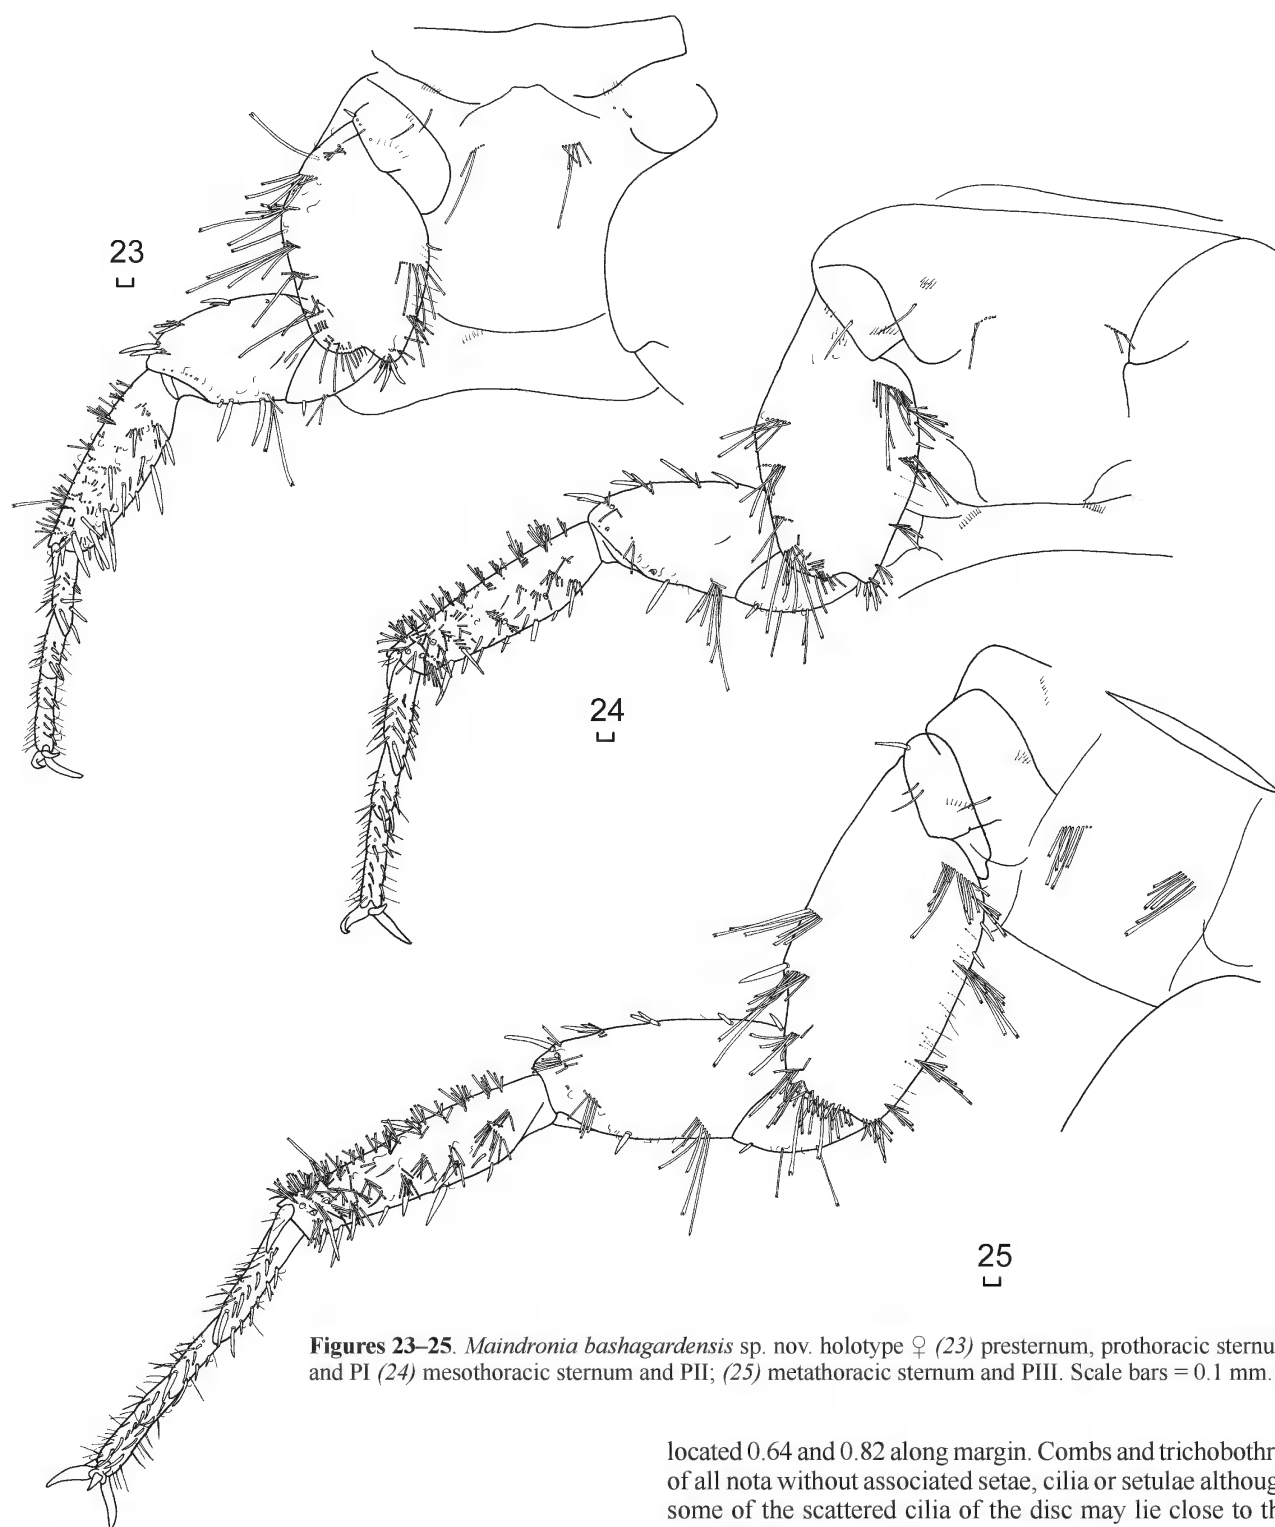 23
24
25
Figures 23–25. Maindronia bashagardensis sp. nov. holotype ♀ (23) presternum, prothoracic sternu
and PI (24) mesothoracic sternum and PII; (25) metathoracic sternum and PIII. Scale bars = 0.1 mm.
located 0.64 and 0.82 along margin. Combs and trichobothr
of all nota without associated setae, cilia or setulae althoug
some of the scattered cilia of the disc may lie close to th